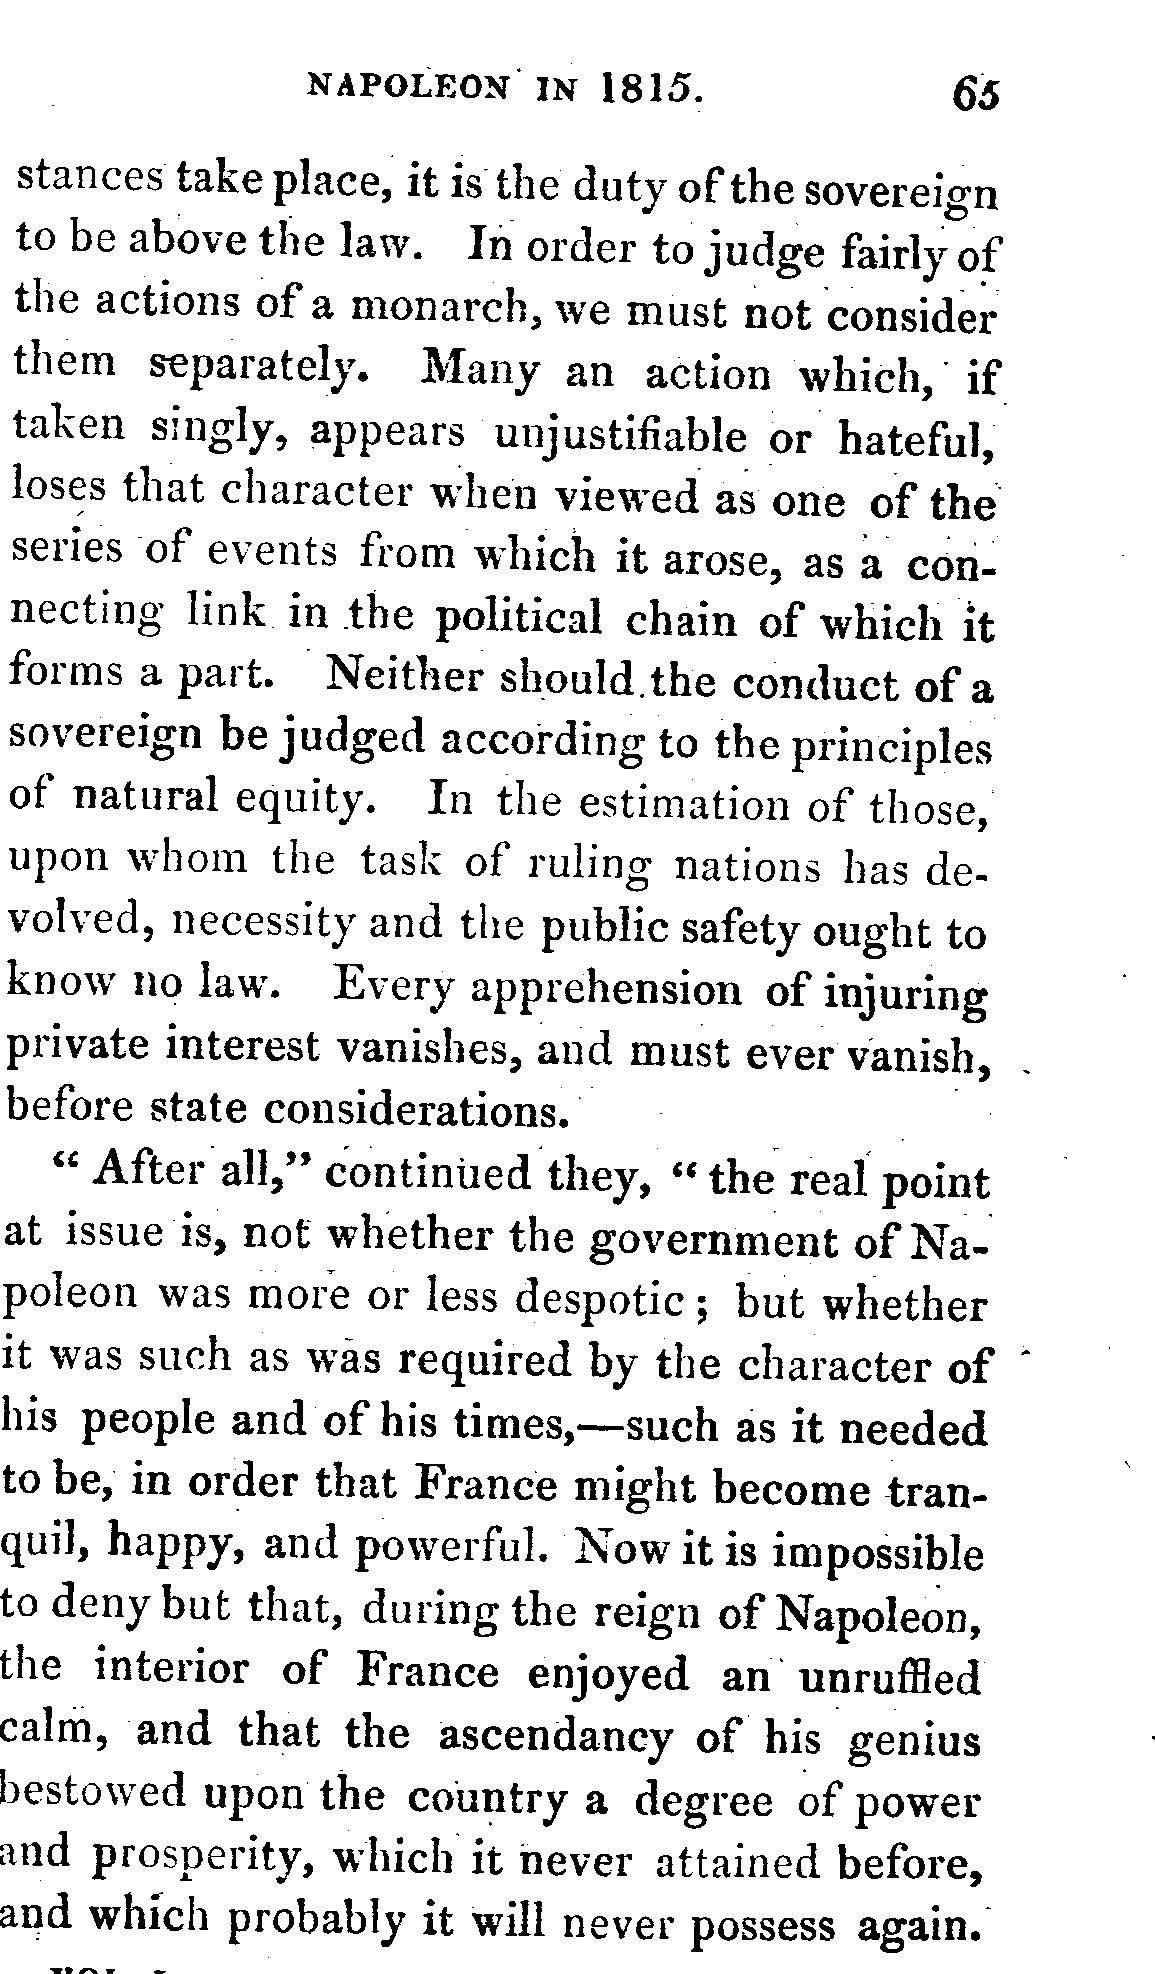 NAPOLEON IN 1815. 65
stances take place, it is the duty of the sovereign
to be above the law. In order to judge fairly of
the actions of a monarch, we must not consider
them separately. Many an action which, if
taken singly, appears unjustifiable or hateful,
loses that character when viewed as one of the
series of events from which it arose, as a con-
necting link in the political chain of which it
forms a part. Neither should the conduct of a
sovereign be judged according to the principles
of natural equity. In the estimation of those,
upon whom the task of ruling nations has de-
volved, necessity and the public safety ought to
know no law. Every apprehension of injuring
private interest vanishes, and must ever vanish,
before state considerations.
“ After all,” continued they, “ the real point
at issue is, not whether the government of Na-
poleon was more or less despotic ; but whether
it was such as was required by the character of
his people and of his times,—such as it needed
to be, in order that France might become tran-
quil, happy, and powerful. Now it is impossible
to deny but that, during the reign of Napoleon,
the interior of France enjoyed an unruffled
calm, and that the ascendancy of his genius
bestowed upon the country a degree of power
and prosperity, which it never attained before,
and which probably it will never possess again.